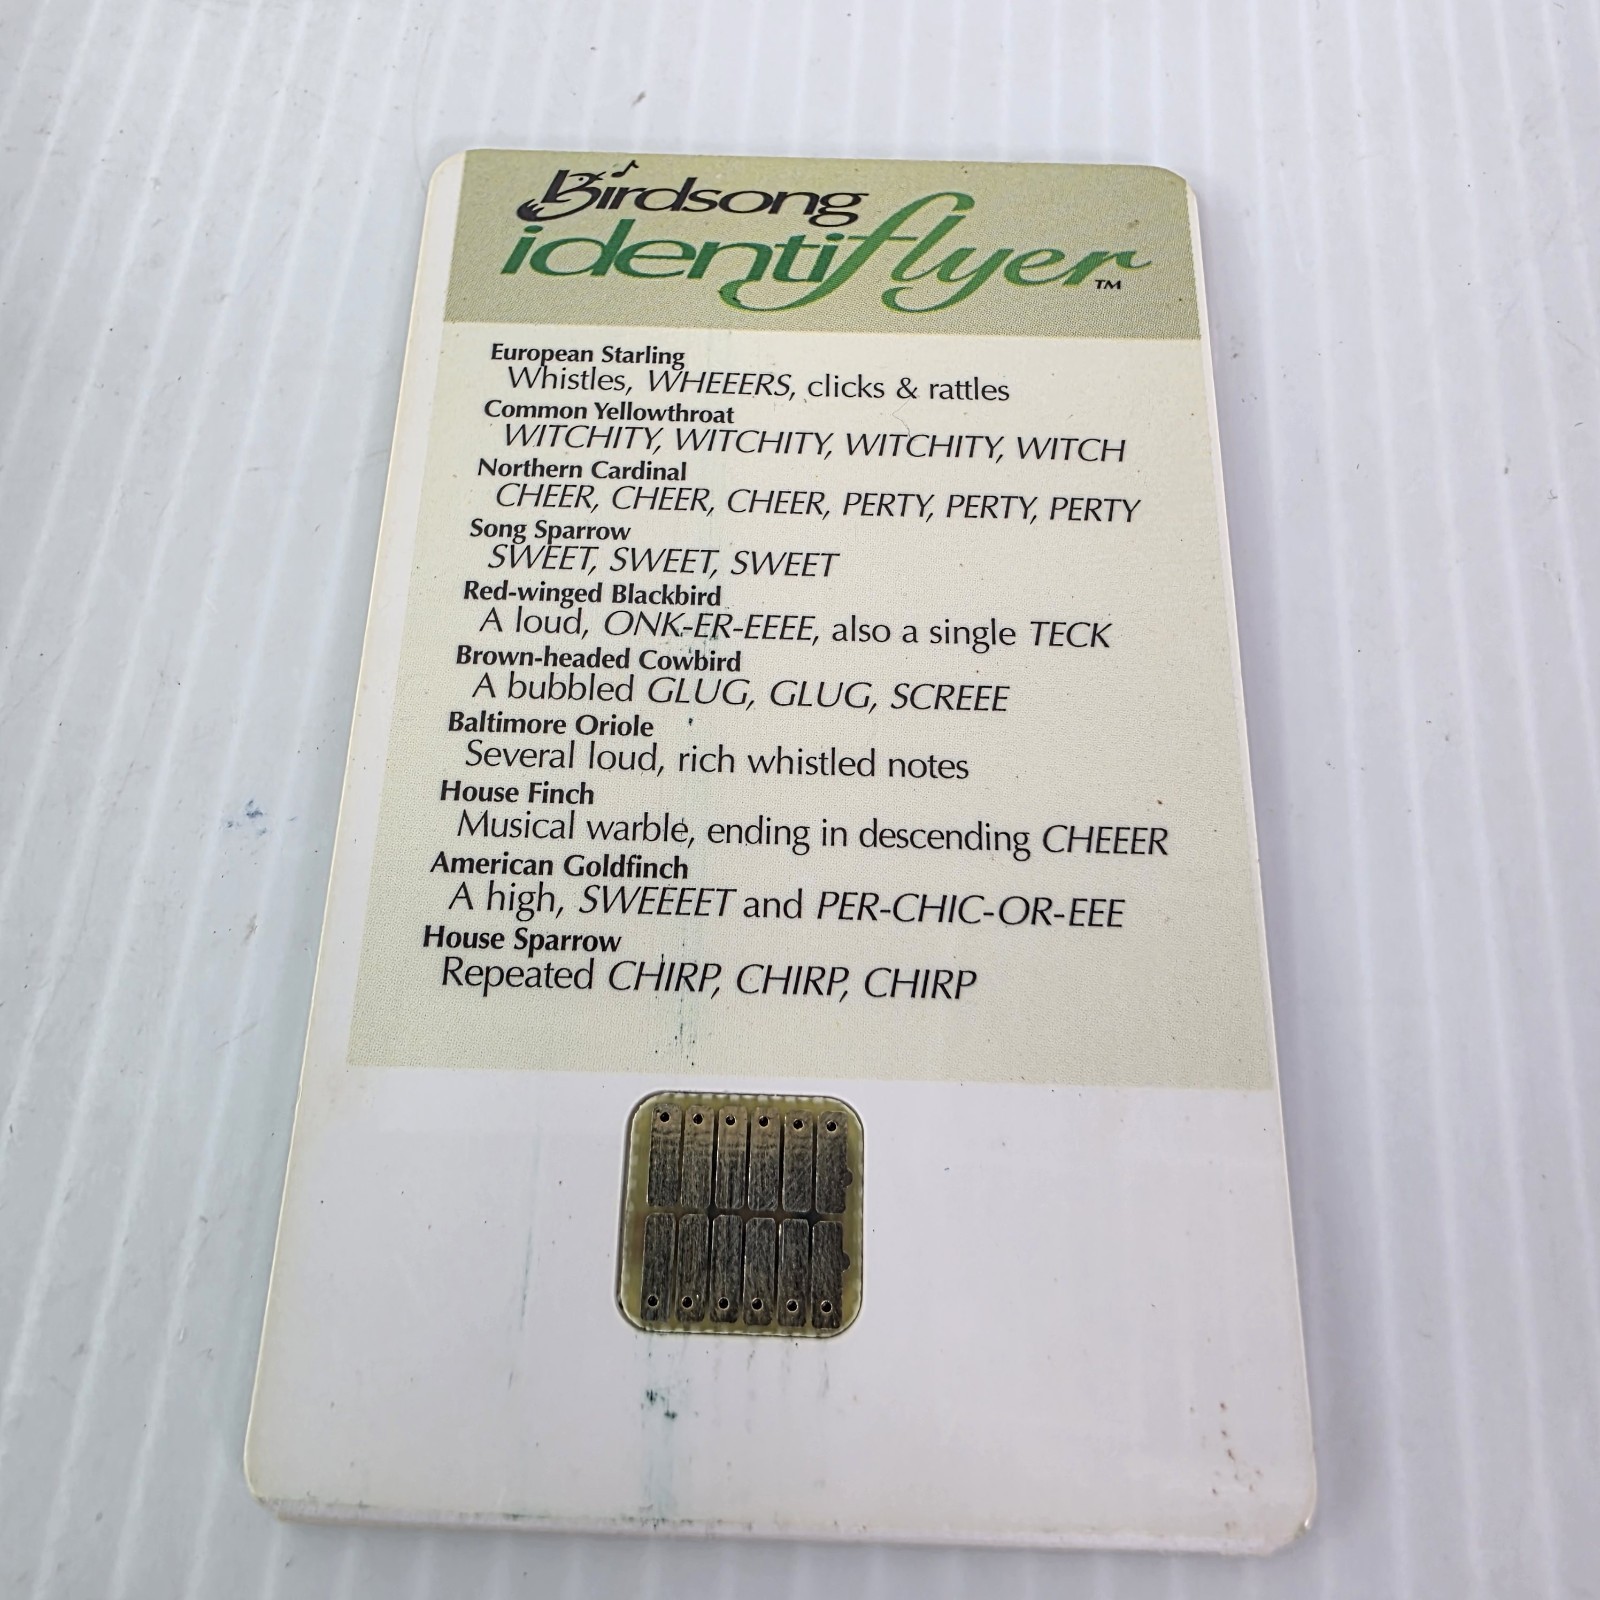 Birdsong
identiflyer™
European Starling
Whistles, WHEEERS, clicks & rattles
Common Yellowthroat
WITCHITY, WITCHITY, WITCHITY, WITCH
Northern Cardinal
CHEER, CHEER, CHEER, PERTY, PERTY, PERTY
Song Sparrow
SWEET, SWEET, SWEET
Red-winged Blackbird
A loud, ONK-ER-EEEE, also a single TECK
Brown-headed Cowbird
A bubbled GLUG, GLUG, SCREEE
Baltimore Oriole
Several loud, rich whistled notes
House Finch
Musical warble, ending in descending CHEEER
American Goldfinch
A high, SWEEEET and PER-CHIC-OR-EEE
House Sparrow
Repeated CHIRP, CHIRP, CHIRP